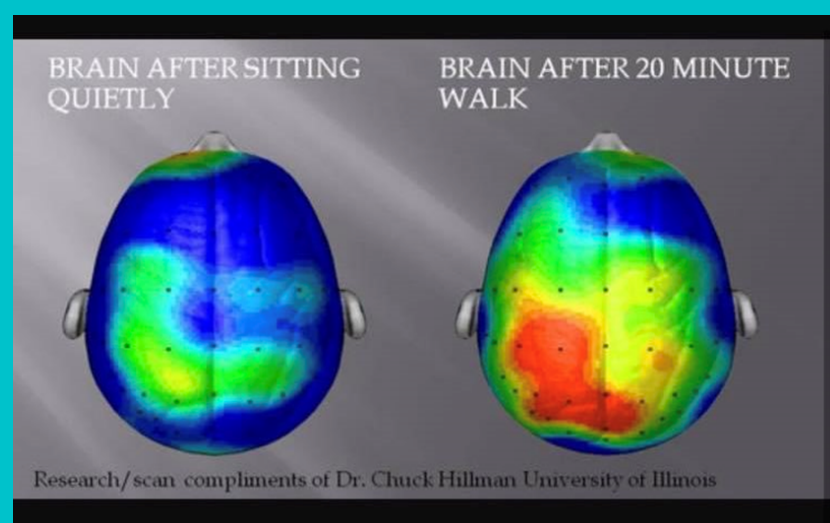 BRAIN AFTER SITTING
QUIETLY
BRAIN AFTER 20 MINUTE
WALK
Research/scan compliments of Dr. Chuck Hillman University of Illinois